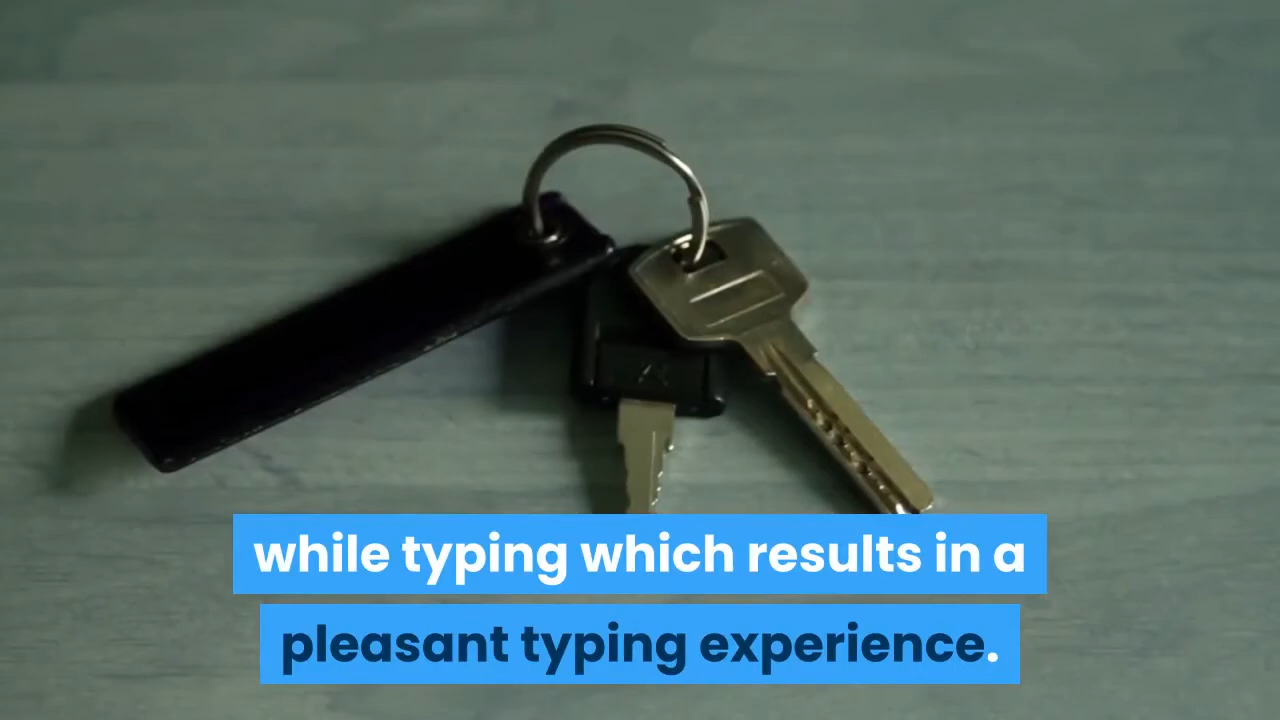 while typing which results in a
pleasant typing experience.